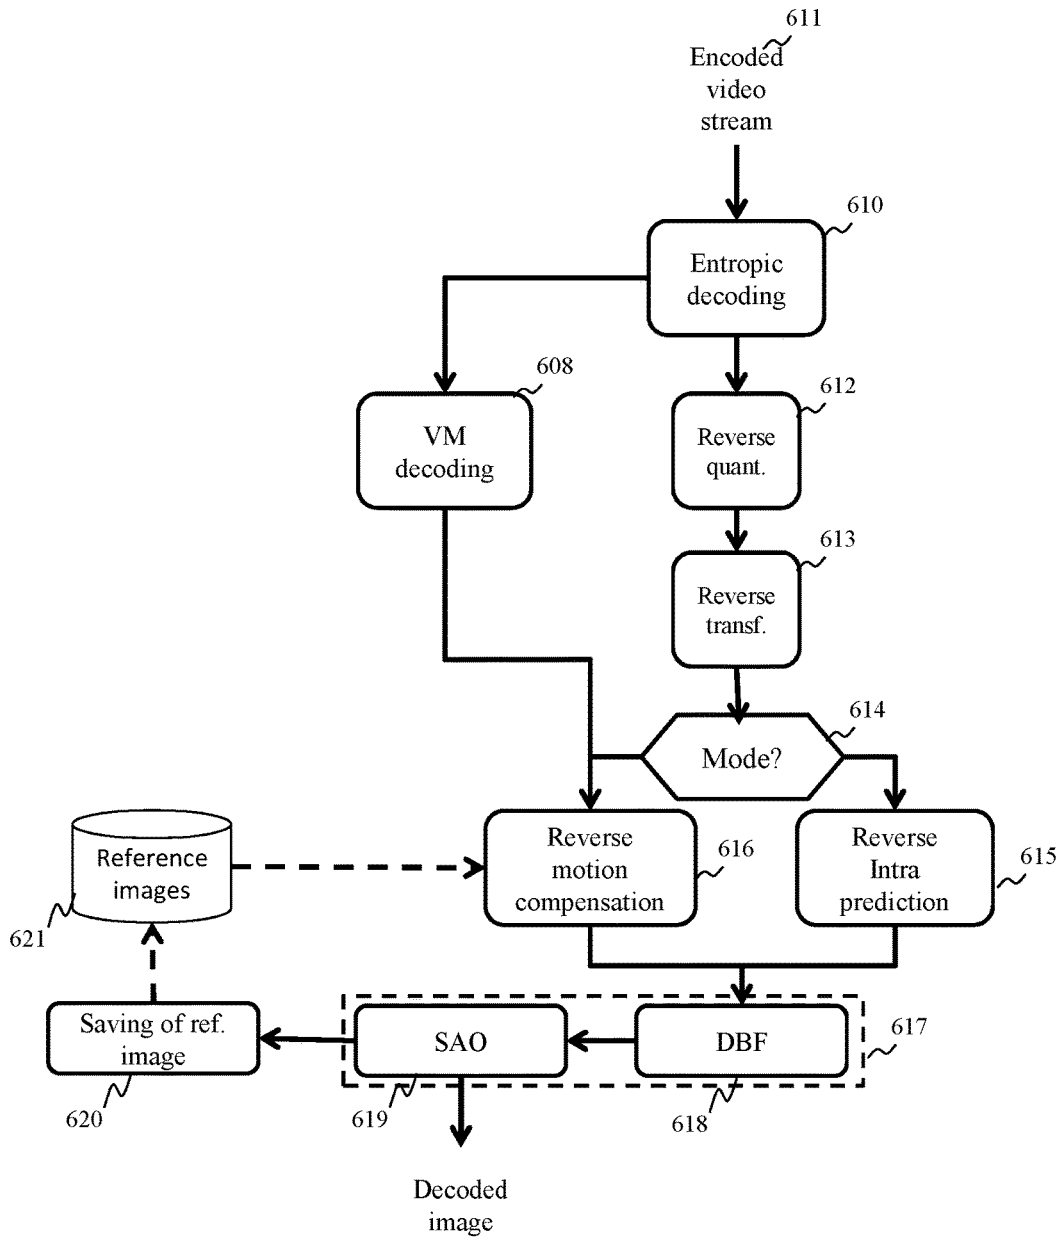 611
Encoded
video
stream
610
Entropic
decoding
608
VM
decoding
612
Reverse
quant.
613
Reverse
transf.
614
Mode?
Reference
images
621
Reverse
motion
compensation
616
Reverse
Intra
prediction
615
Saving of ref.
image
620
SAO
619
DBF
618
617
Decoded
image